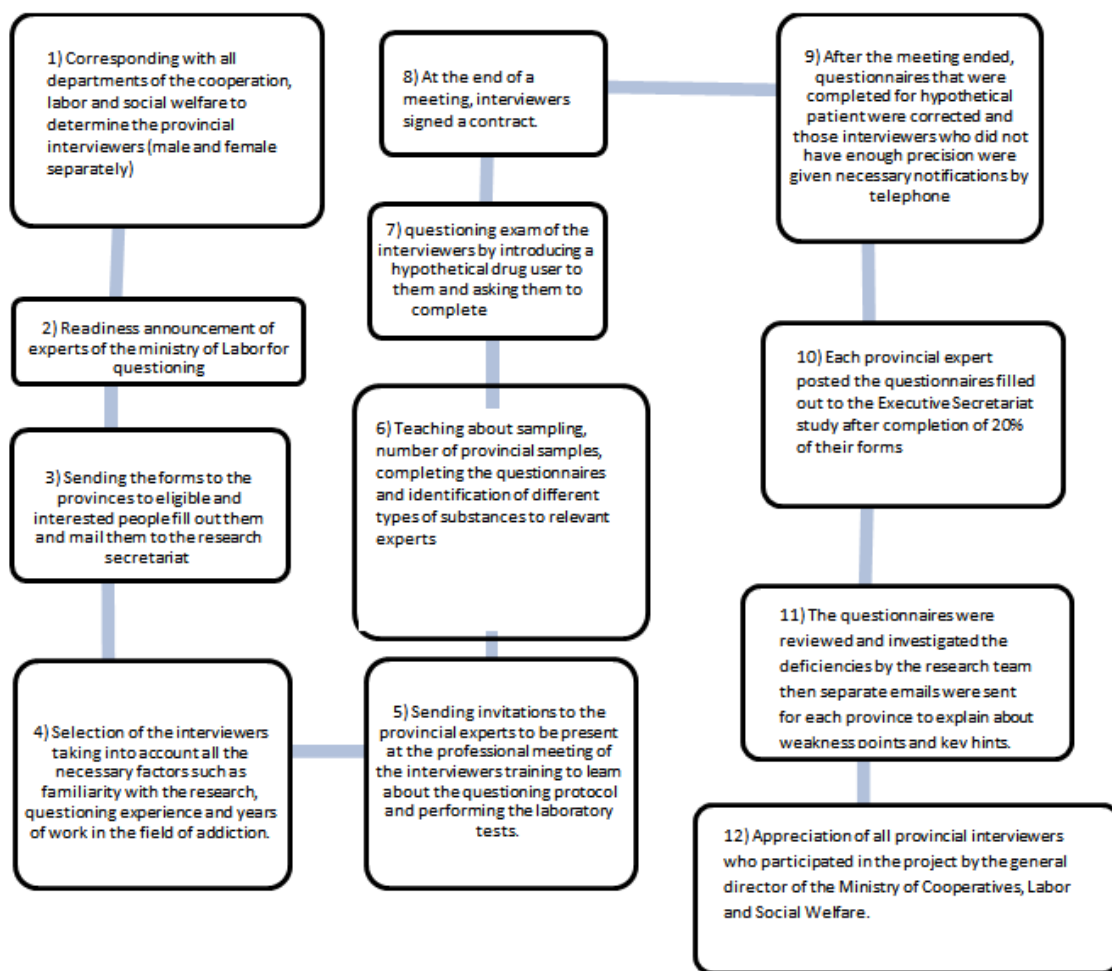 1) Corresponding with all
departments of the cooperation,
labor and social welfare to
determine the provincial
interviewers (male and female
separately)
2) Readiness announcement of
experts of the ministry of Labor for
questioning
3) Sending the forms to the
provinces to eligible and
interested people fill out them
and mail them to the research
secretariat
4) Selection of the interviewers
taking into account all the
necessary factors such as
familiarity with the research,
questioning experience and years
of work in the field of addiction.
5) Sending invitations to the
provincial experts to be present
at the professional meeting of
the interviewers training to learn
about the questioning protocol
and performing the laboratory
tests.
6) Teaching about sampling,
number of provincial samples,
completing the questionnaires
and identification of different
types of substances to relevant
experts
7) questioning exam of the
interviewers by introducing a
hypothetical drug user to
them and asking them to
complete
8) At the end of a
meeting, interviewers
signed a contract.
9) After the meeting ended,
questionnaires that were
completed for hypothetical
patient were corrected and
those interviewers who did not
have enough precision were
given necessary notifications by
telephone
10) Each provincial expert
posted the questionnaires filled
out to the Executive Secretariat
study after completion of 20%
of their forms
11) The questionnaires were
reviewed and investigated the
deficiencies by the research team
then separate emails were sent
for each province to explain about
weakness points and key hints.
12) Appreciation of all provincial interviewers
who participated in the project by the general
director of the Ministry of Cooperatives, Labor
and Social Welfare.